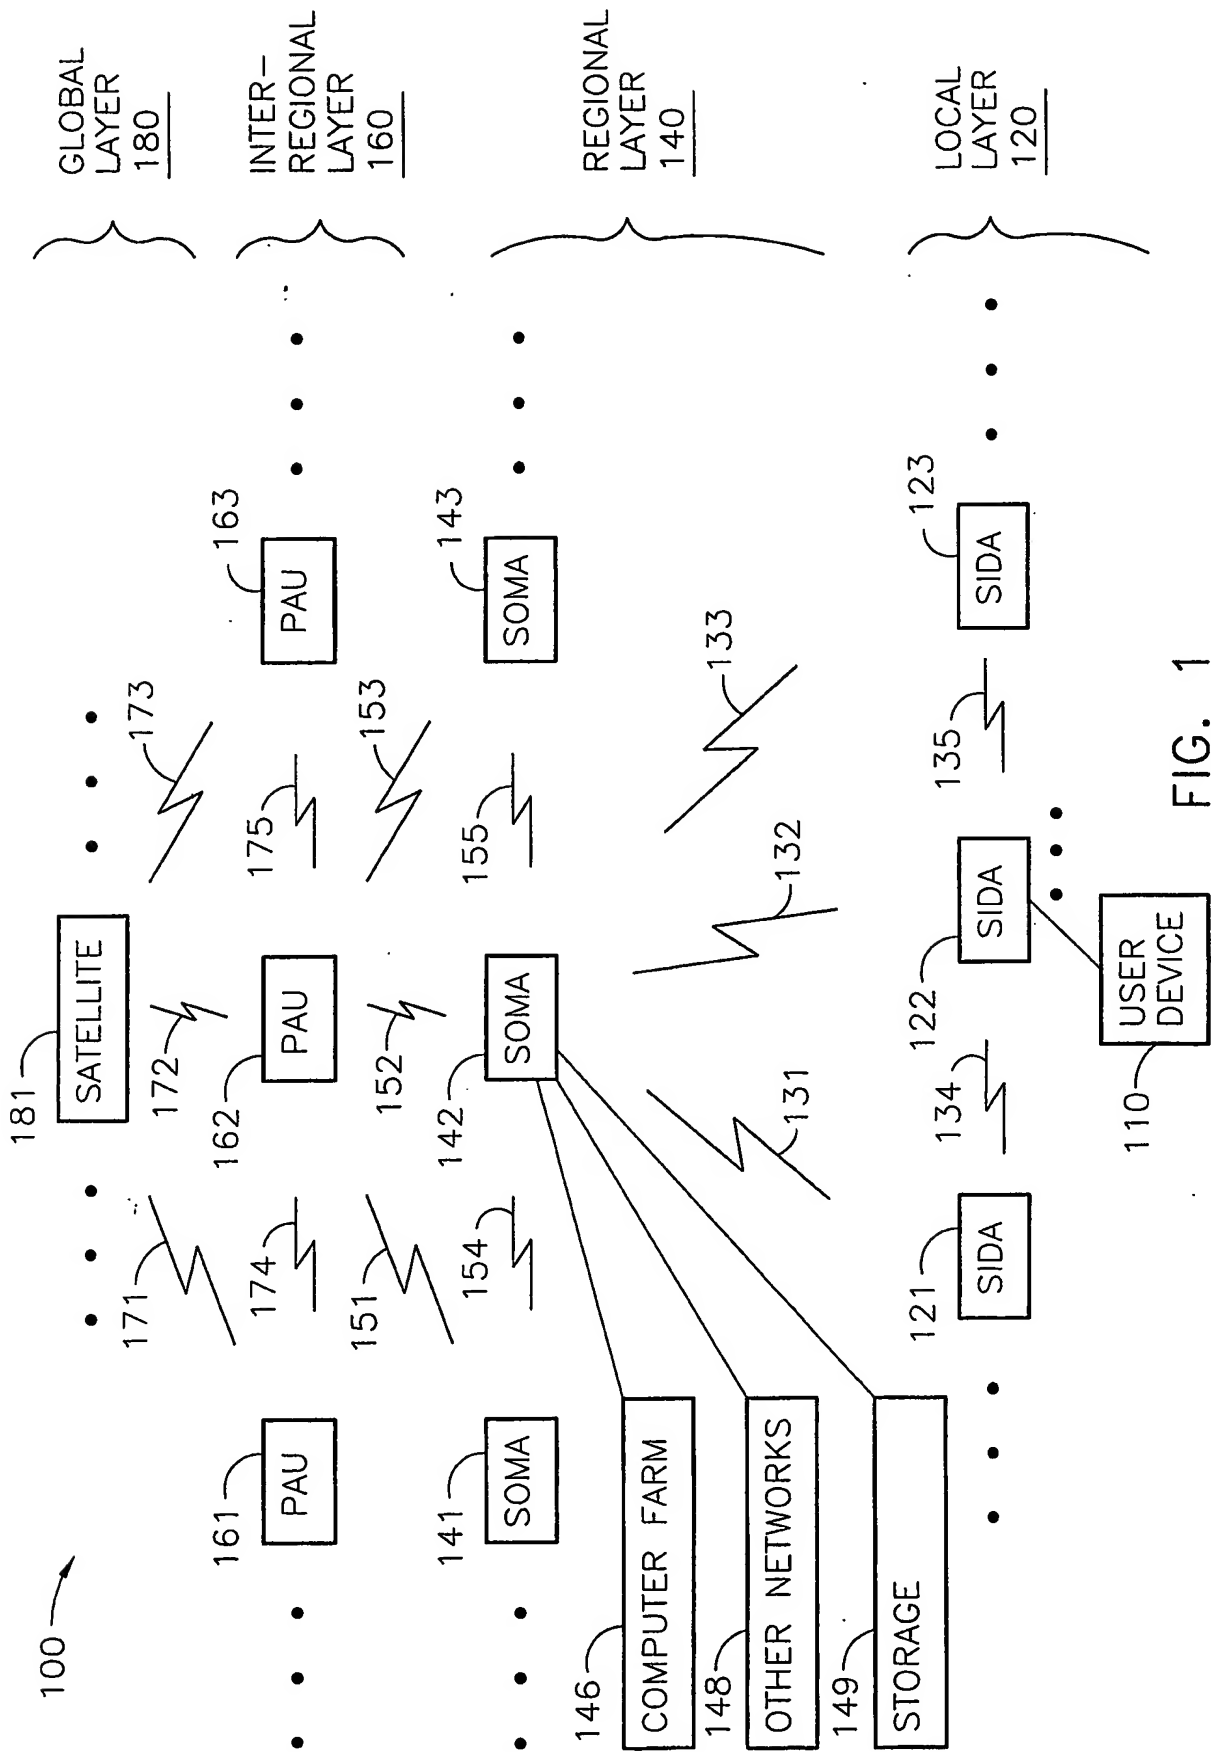 100
181
SATELLITE
GLOBAL
LAYER
180
171
172
173
161
PAU
174
162
PAU
175
163
PAU
INTER-
REGIONAL
LAYER
160
151
152
153
141
SOMA
154
142
SOMA
155
143
SOMA
REGIONAL
LAYER
140
146
COMPUTER FARM
148
OTHER NETWORKS
149
STORAGE
131
132
133
121
SIDA
134
122
SIDA
135
123
SIDA
LOCAL
LAYER
120
110
USER
DEVICE
FIG. 1